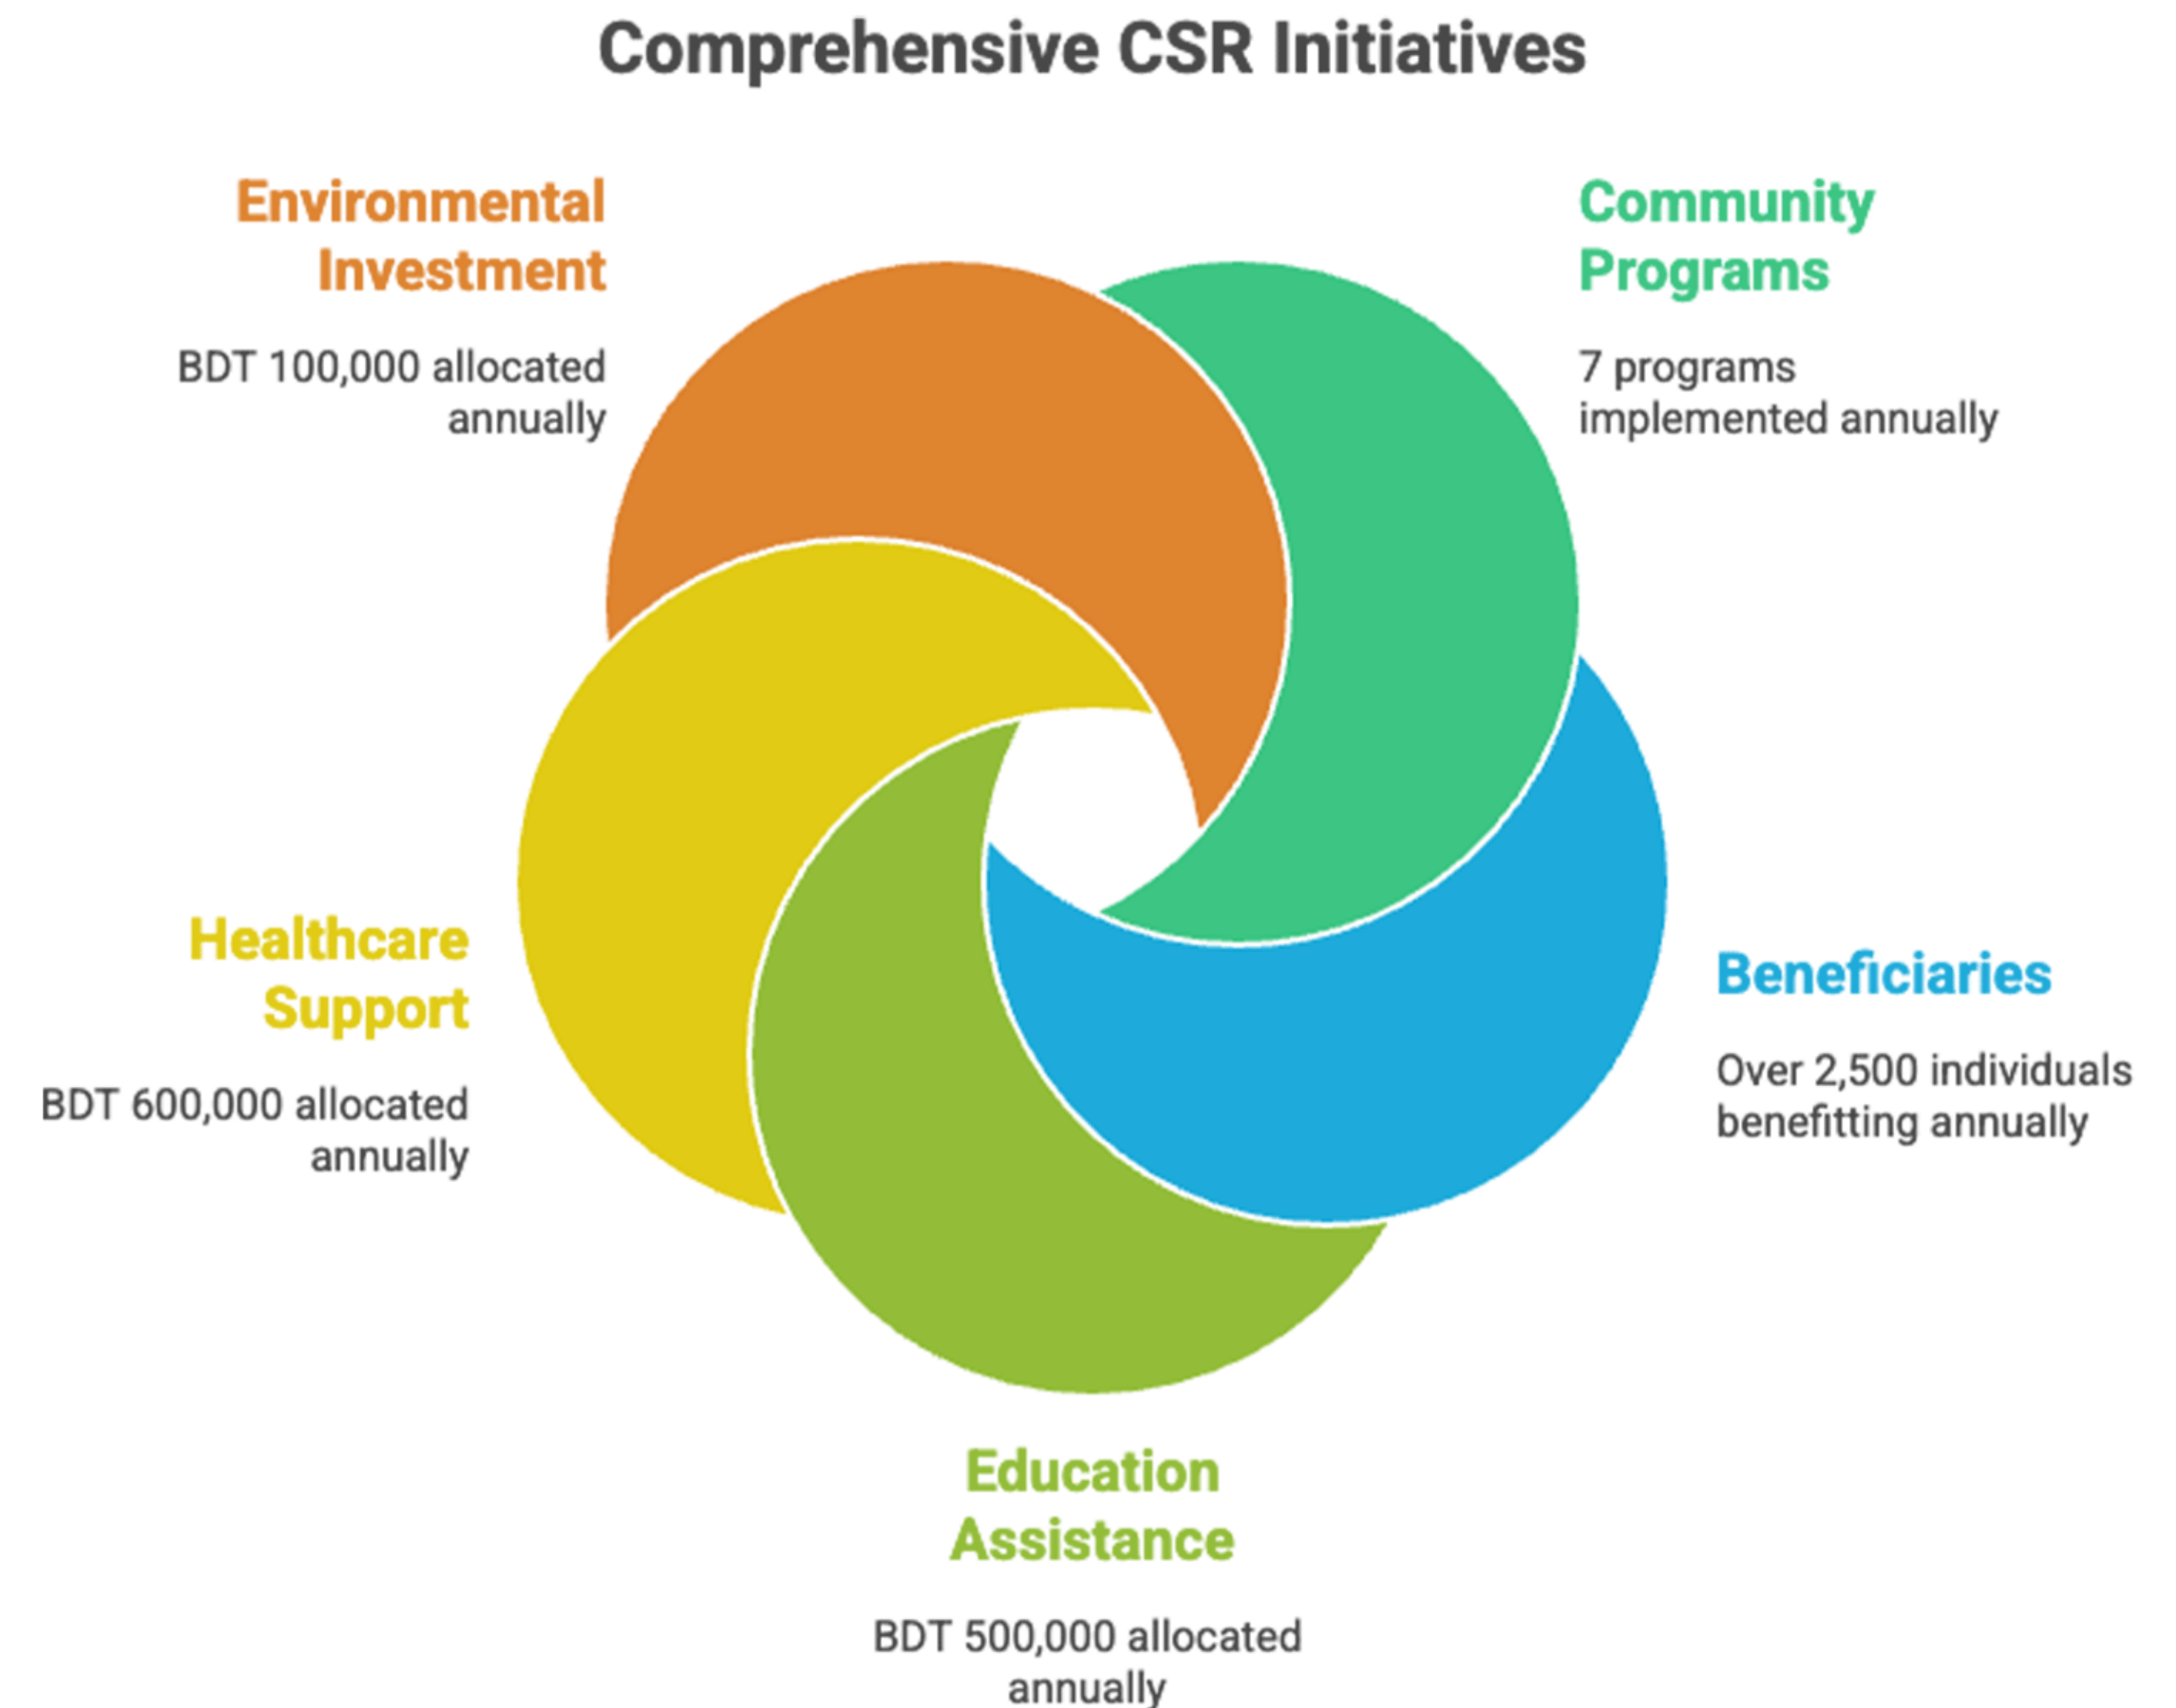 Comprehensive CSR Initiatives
Environmental
Investment
BDT 100,000 allocated
annually
Community
Programs
7 programs
implemented annually
Healthcare
Support
BDT 600,000 allocated
annually
Beneficiaries
Over 2,500 individuals
benefitting annually
Education
Assistance
BDT 500,000 allocated
annually